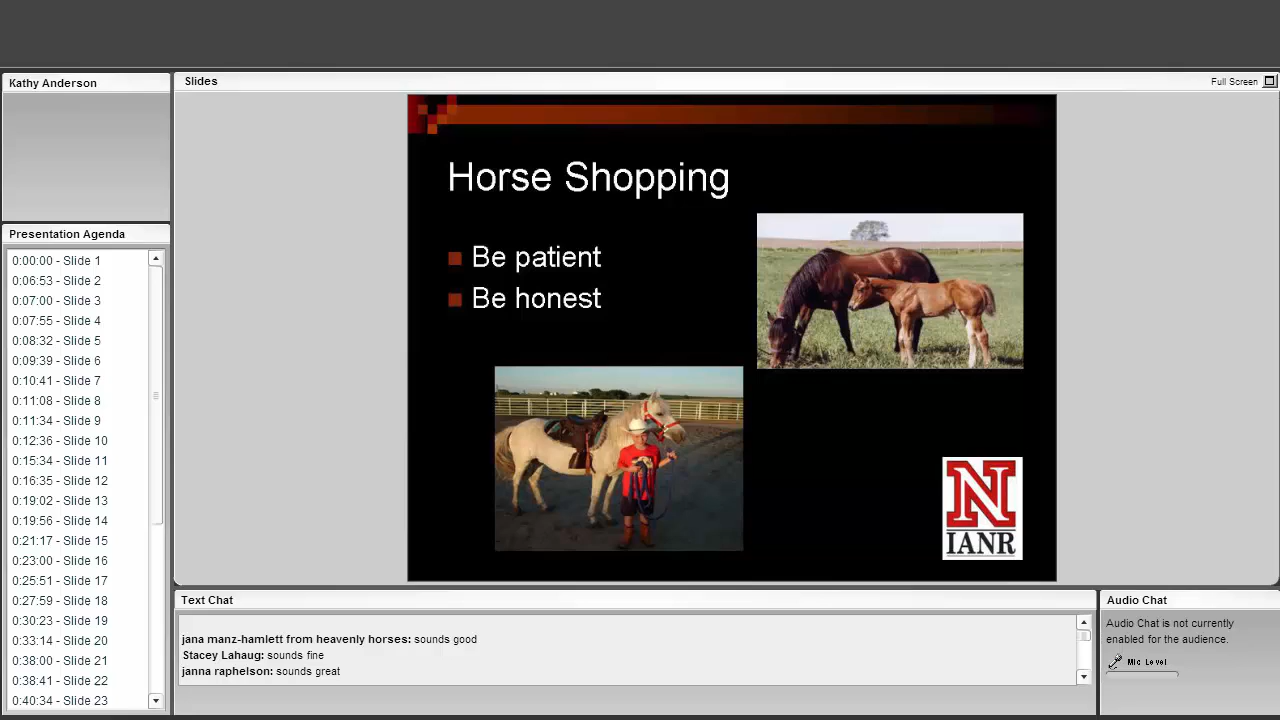 Kathy Anderson
Slides
Full Screen
Horse Shopping
Be patient
Be honest
N
IANR
Presentation Agenda
0:00:00 - Slide 1
0:06:53 - Slide 2
0:07:00 - Slide 3
0:07:55 - Slide 4
0:08:32 - Slide 5
0:09:39 - Slide 6
0:10:41 - Slide 7
0:11:08 - Slide 8
0:11:34 - Slide 9
0:12:36 - Slide 10
0:15:34 - Slide 11
0:16:35 - Slide 12
0:19:02 - Slide 13
0:19:56 - Slide 14
0:21:17 - Slide 15
0:23:00 - Slide 16
0:25:51 - Slide 17
0:27:59 - Slide 18
0:30:23 - Slide 19
0:33:14 - Slide 20
0:38:00 - Slide 21
0:38:41 - Slide 22
0:40:34 - Slide 23
Text Chat
jana manz-hamlett from heavenly horses: sounds good
Stacey Lahaug: sounds fine
janna raphelson: sounds great
Audio Chat
Audio Chat is not currently
enabled for the audience.
Mic Level